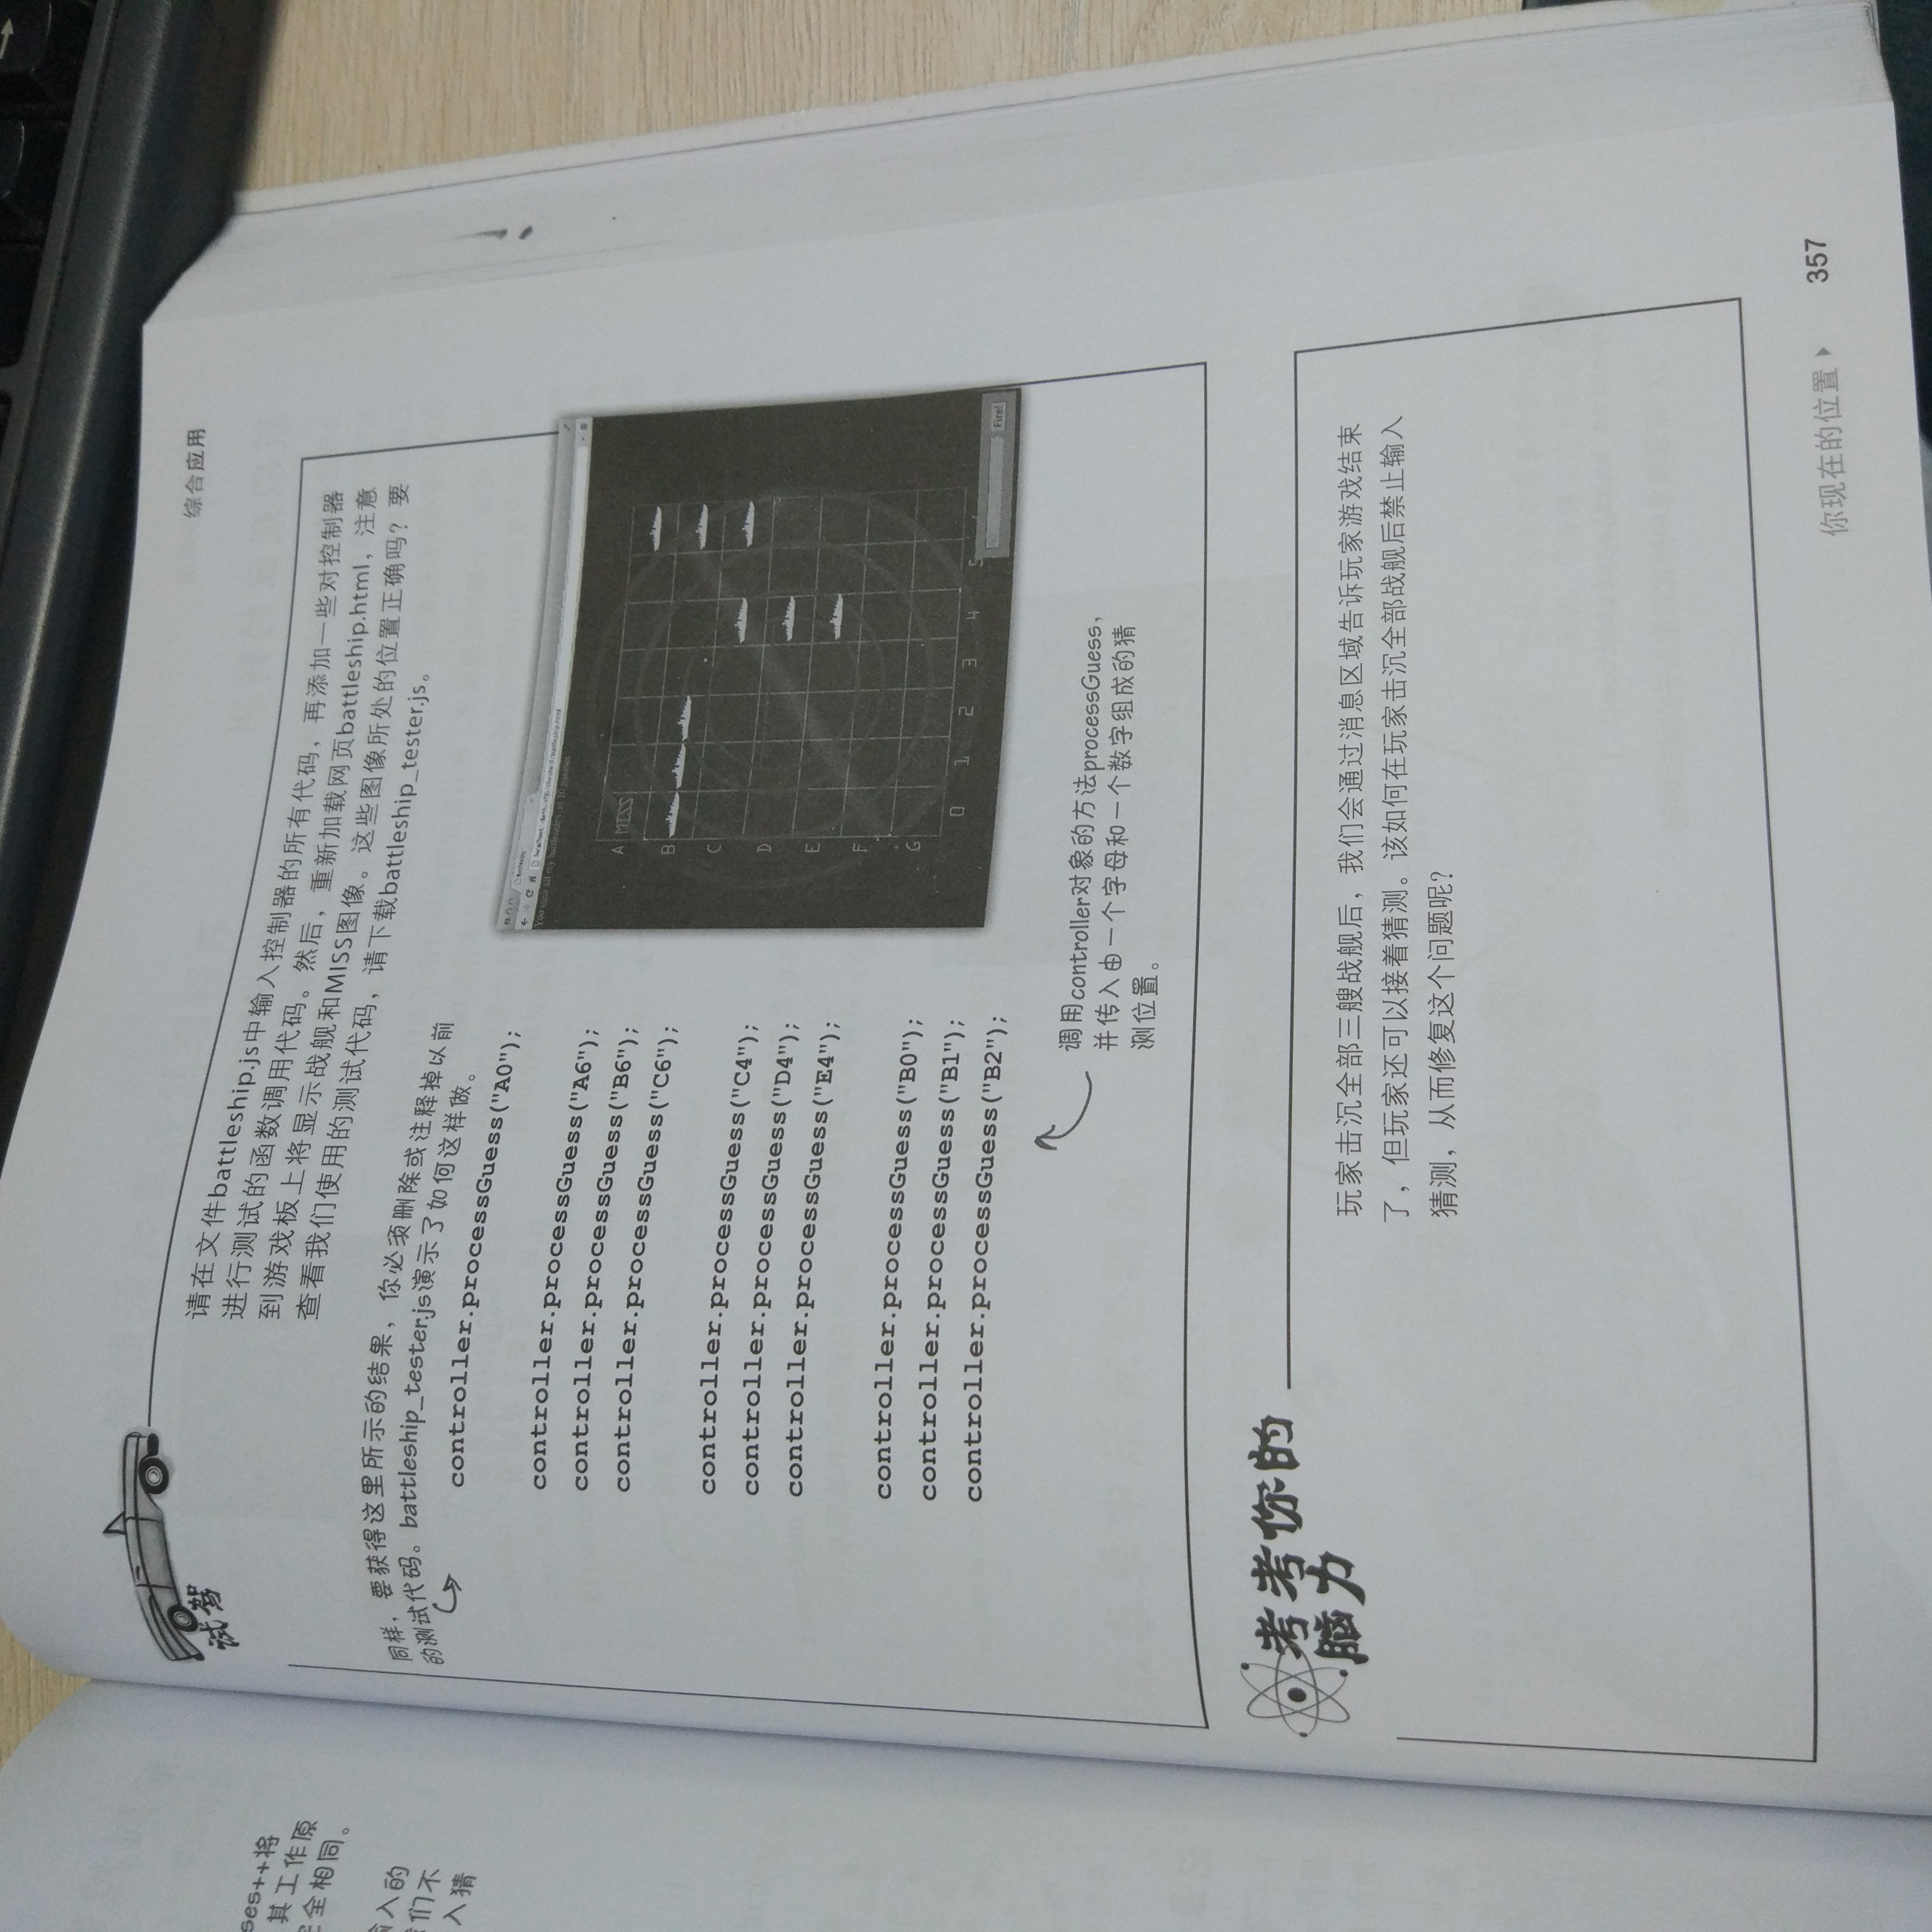 综合应用
试驾
请在文件battleship.js中输入控制器的所有代码，再添加一些对控制器
进行测试的函数调用代码。然后，重新加载网页battleship.html，注意
到游戏板上将显示战舰和MISS图像。这些图像所处的位置正确吗？要
查看我们使用的测试代码，请下载battleship_tester.js。
同样，要获得这里所示的结果，你必须删除或注释掉以前
的测试代码。battleship_tester.js演示了如何这样做。
controller.processGuess("A0");
controller.processGuess("A6");
controller.processGuess("B6");
controller.processGuess("C6");
controller.processGuess("C4");
controller.processGuess("D4");
controller.processGuess("E4");
controller.processGuess("B0");
controller.processGuess("B1");
controller.processGuess("B2");
A MISS
B
C
D
E
F
G
0 1 2 3 4 5
Fire!
调用controller对象的方法processGuess，
并传入由一个字母和一个数字组成的猜
测位置。
考考你的
脑力
玩家击沉全部三艘战舰后，我们会通过消息区域告诉玩家游戏结束
了，但玩家还可以接着猜测。该如何在玩家击沉全部战舰后禁止输入
猜测，从而修复这个问题呢？
你现在的位置▸ 357
ses++将
其工作原
全相同。
输入的
们不
入猜